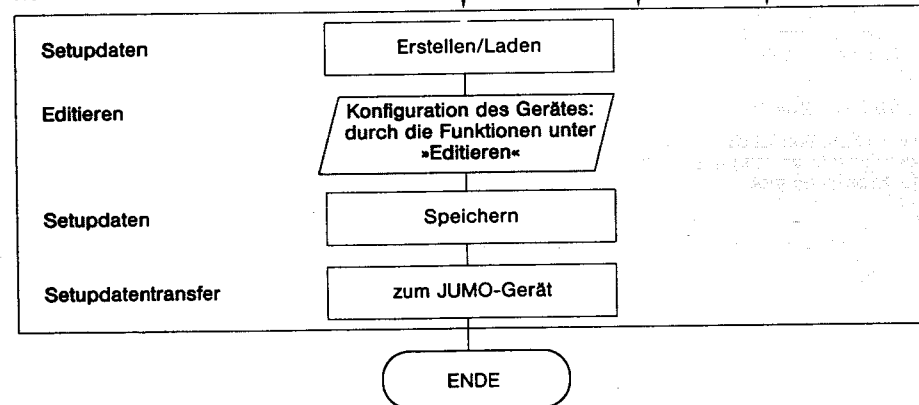 Setupdaten
Erstellen/Laden
Editieren
Konfiguration des Gerätes:
durch die Funktionen unter
»Editieren«
Setupdaten
Speichern
Setupdatentransfer
zum JUMO-Gerät
ENDE